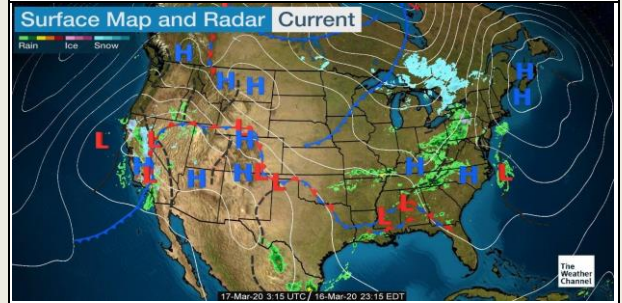 Surface Map and Radar Current
Rain Ice Snow
H
H
H
H
H
L
L
L
H
H
H
H
L
L
H
H
L
L
L
L
The
Weather
Channel
17-Mar-20 3:15 UTC / 16-Mar-20 23:15 EDT